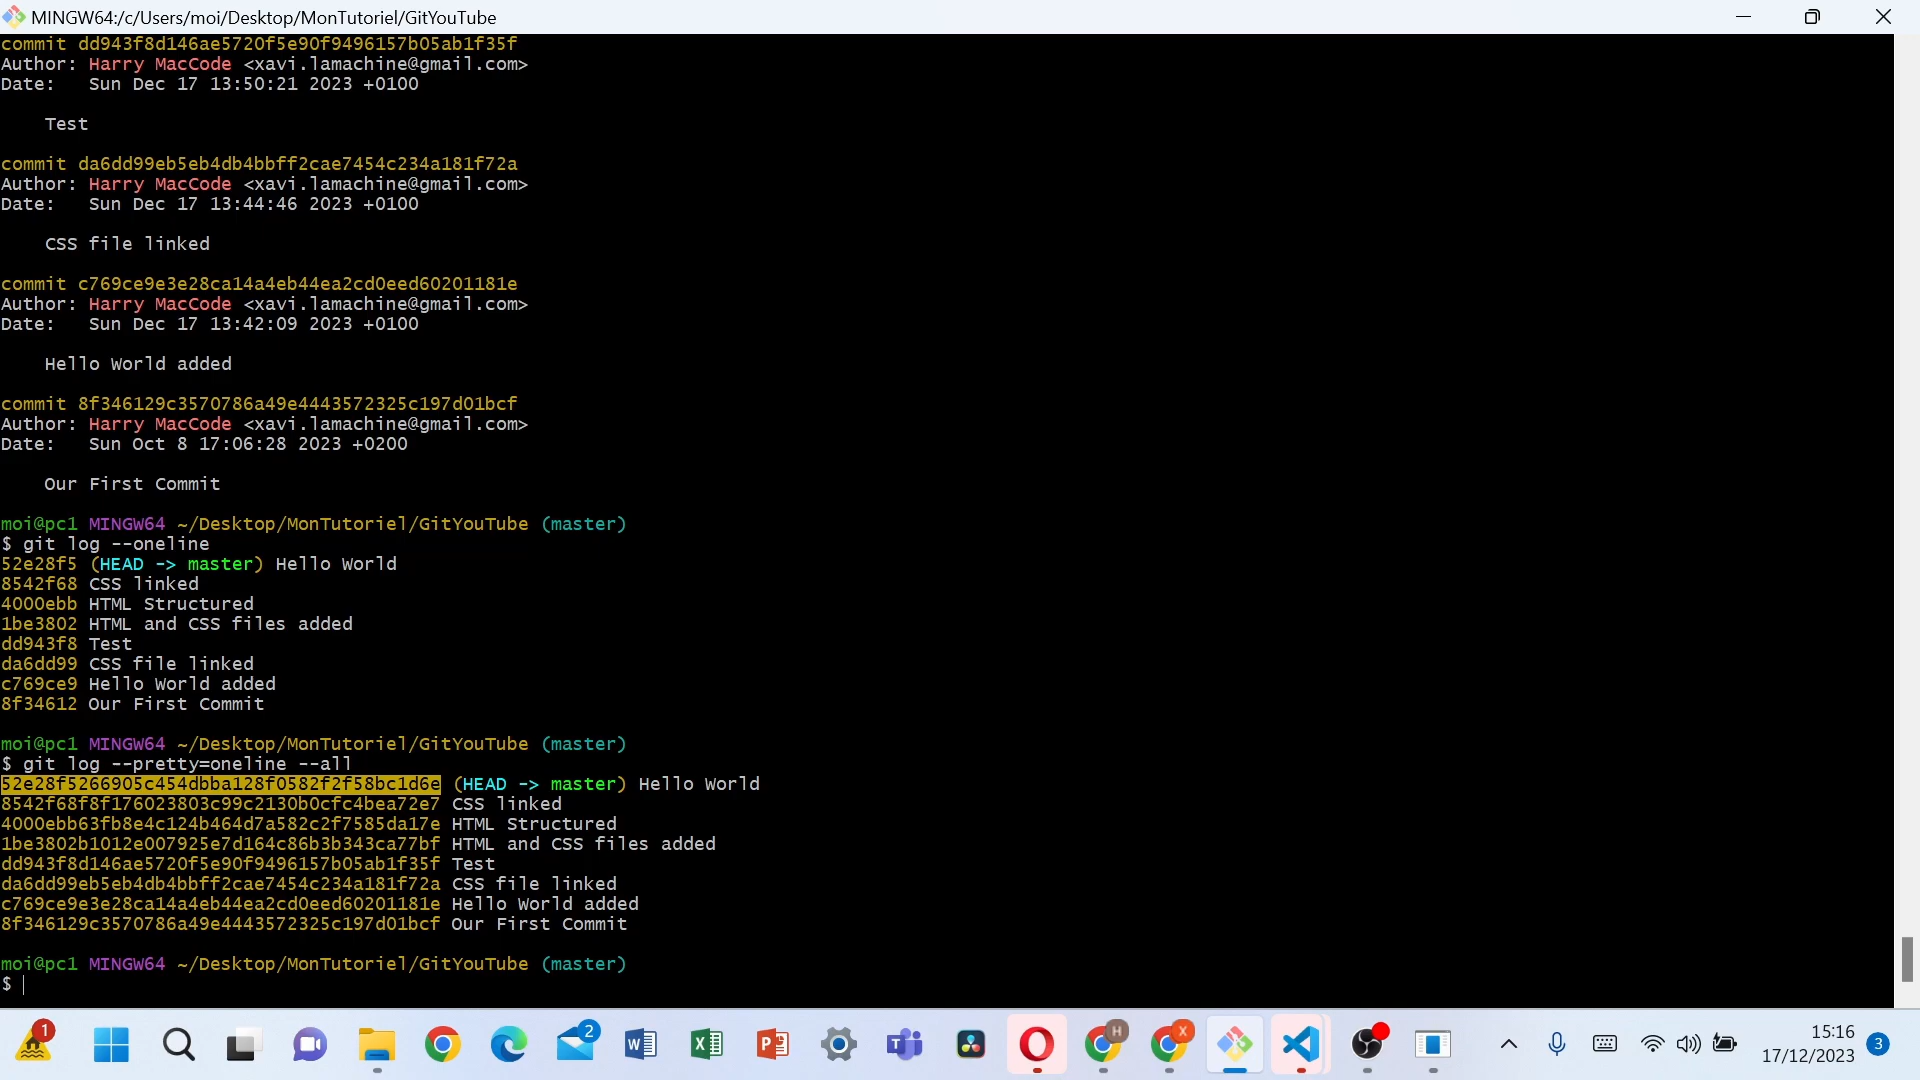 MINGW64:/c/Users/moi/Desktop/MonTutoriel/GitYouTube
commit dd943f8d146ae5720f5e90f9496157b05ab1f35f
Author: Harry MacCode <xavi.lamachine@gmail.com>
Date:   Sun Dec 17 13:50:21 2023 +0100
Test
commit da6dd99eb5eb4db4bbff2cae7454c234a181f72a
Author: Harry MacCode <xavi.lamachine@gmail.com>
Date:   Sun Dec 17 13:44:46 2023 +0100
CSS file linked
commit c769ce9e3e28ca14a4eb44ea2cd0eed60201181e
Author: Harry MacCode <xavi.lamachine@gmail.com>
Date:   Sun Dec 17 13:42:09 2023 +0100
Hello World added
commit 8f346129c3570786a49e4443572325c197d01bcf
Author: Harry MacCode <xavi.lamachine@gmail.com>
Date:   Sun Oct 8 17:06:28 2023 +0200
Our First Commit
moi@pc1 MINGW64 ~/Desktop/MonTutoriel/GitYouTube (master)
$ git log --oneline
52e28f5 (HEAD -> master) Hello World
8542f68 CSS linked
4000ebb HTML Structured
1be3802 HTML and CSS files added
dd943f8 Test
da6dd99 CSS file linked
c769ce9 Hello World added
8f34612 Our First Commit
moi@pc1 MINGW64 ~/Desktop/MonTutoriel/GitYouTube (master)
$ git log --pretty=oneline --all
52e28f5266905c454dbba128f0582f2f58bc1d6e (HEAD -> master) Hello World
8542f68f8f176023803c99c2130b0cfc4bea72e7 CSS linked
4000ebb63fb8e4c124b464d7a582c2f7585da17e HTML Structured
1be3802b1012e007925e7d164c86b3b343ca77bf HTML and CSS files added
dd943f8d146ae5720f5e90f9496157b05ab1f35f Test
da6dd99eb5eb4db4bbff2cae7454c234a181f72a CSS file linked
c769ce9e3e28ca14a4eb44ea2cd0eed60201181e Hello World added
8f346129c3570786a49e4443572325c197d01bcf Our First Commit
moi@pc1 MINGW64 ~/Desktop/MonTutoriel/GitYouTube (master)
$
1
2
W
X
P
T
H
X
15:16
17/12/2023
3